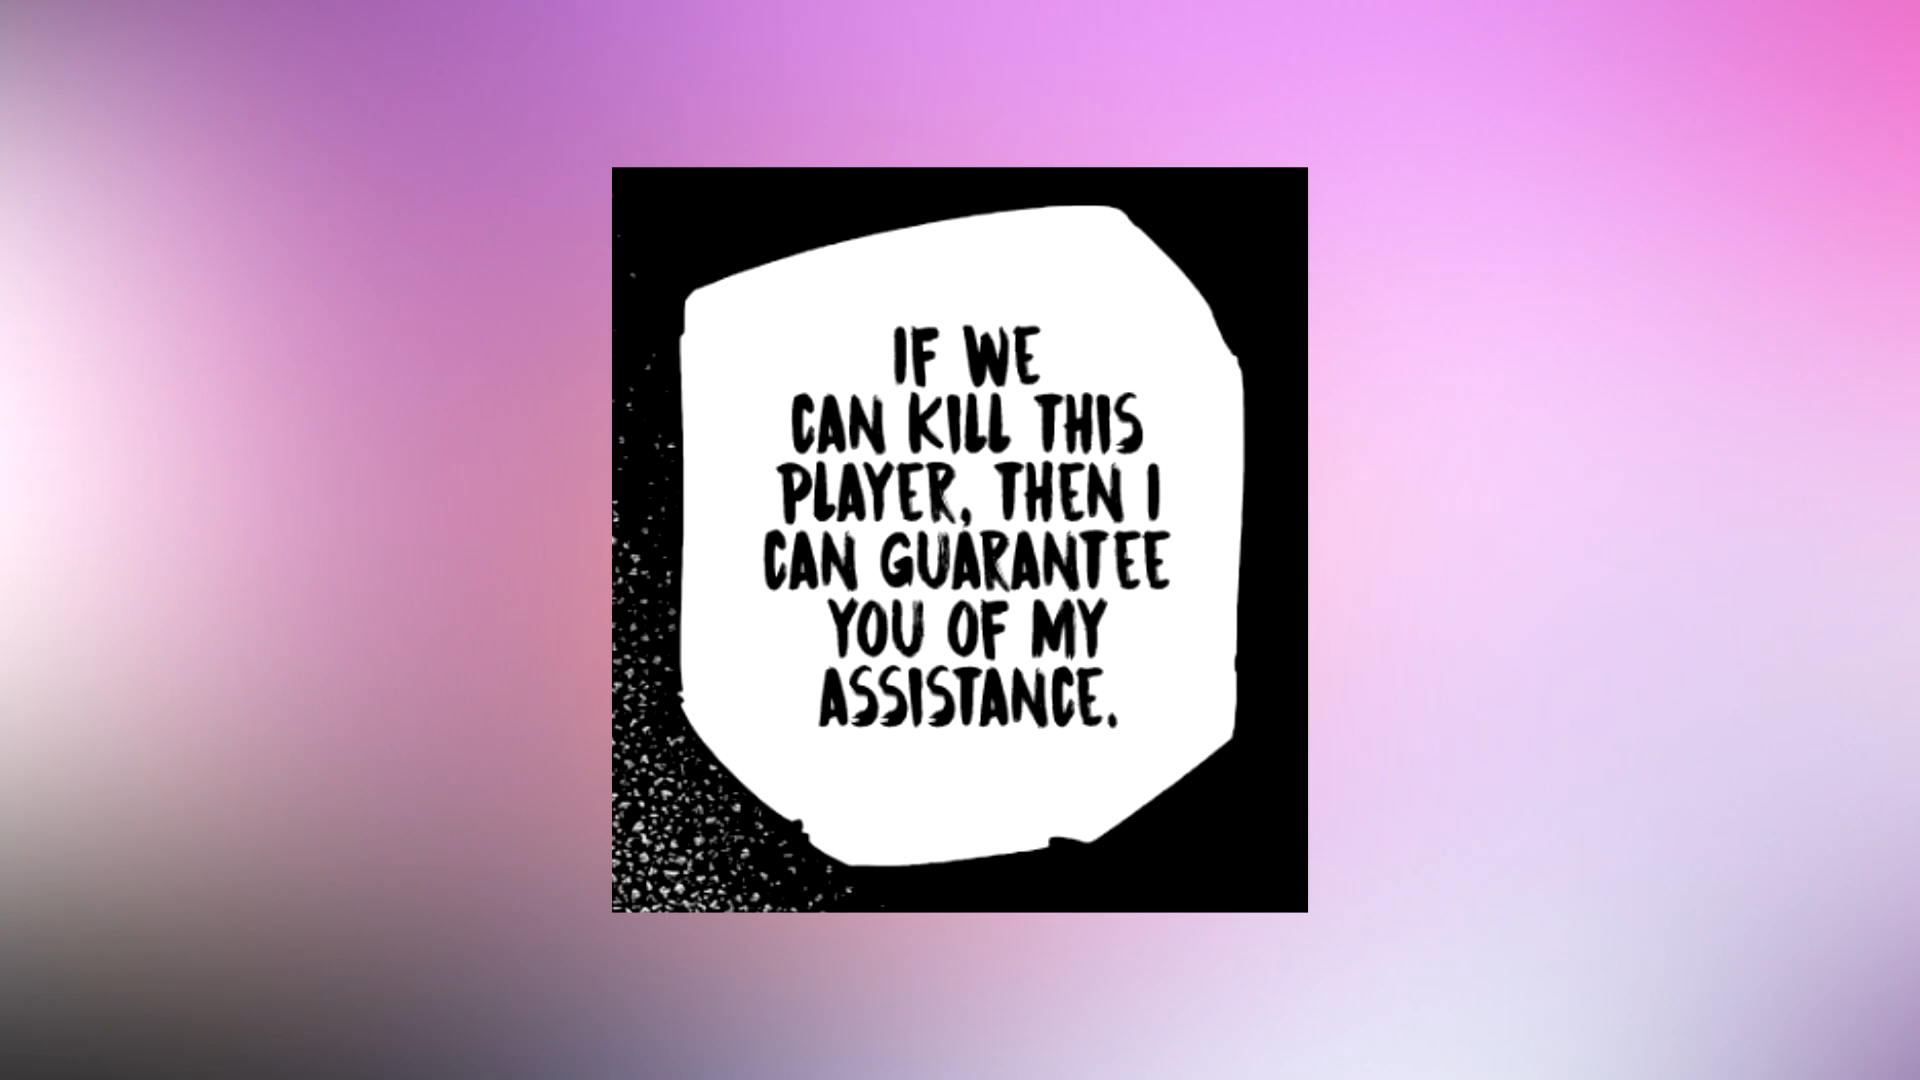 IF WE
CAN KILL THIS
PLAYER, THEN I
CAN GUARANTEE
YOU OF MY
ASSISTANCE.